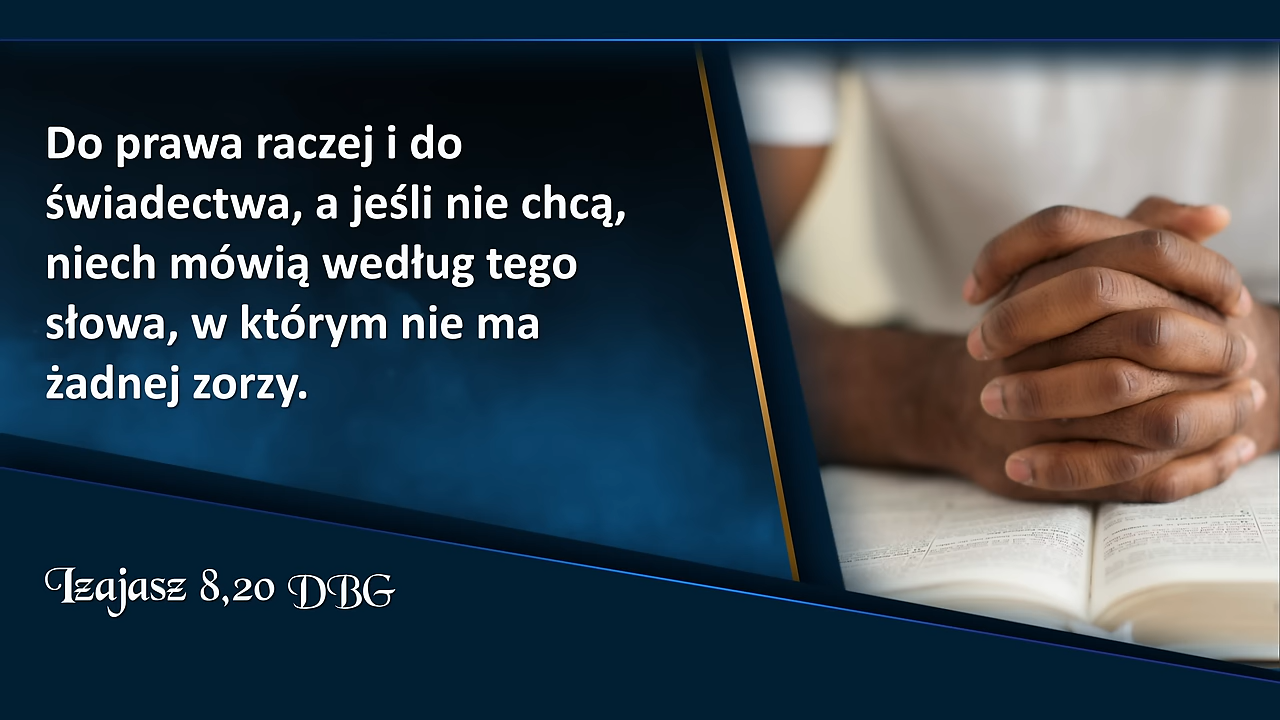 Do prawa raczej i do
świadectwa, a jeśli nie chcą,
niech mówią według tego
słowa, w którym nie ma
żadnej zorzy.
Izajasz 8,20 DBG